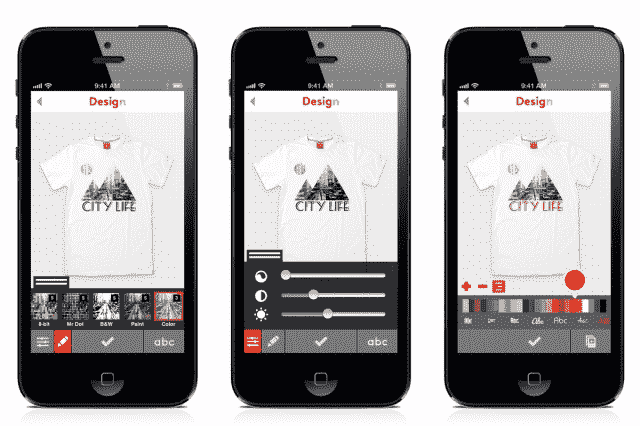 9:41 AM
Design
CITY LIFE
8-bit
Mr Dot
B&W
Paint
Color
abc
9:41 AM
Design
CITY LIFE
abc
9:41 AM
Design
CITY LIFE
Abc
Abc